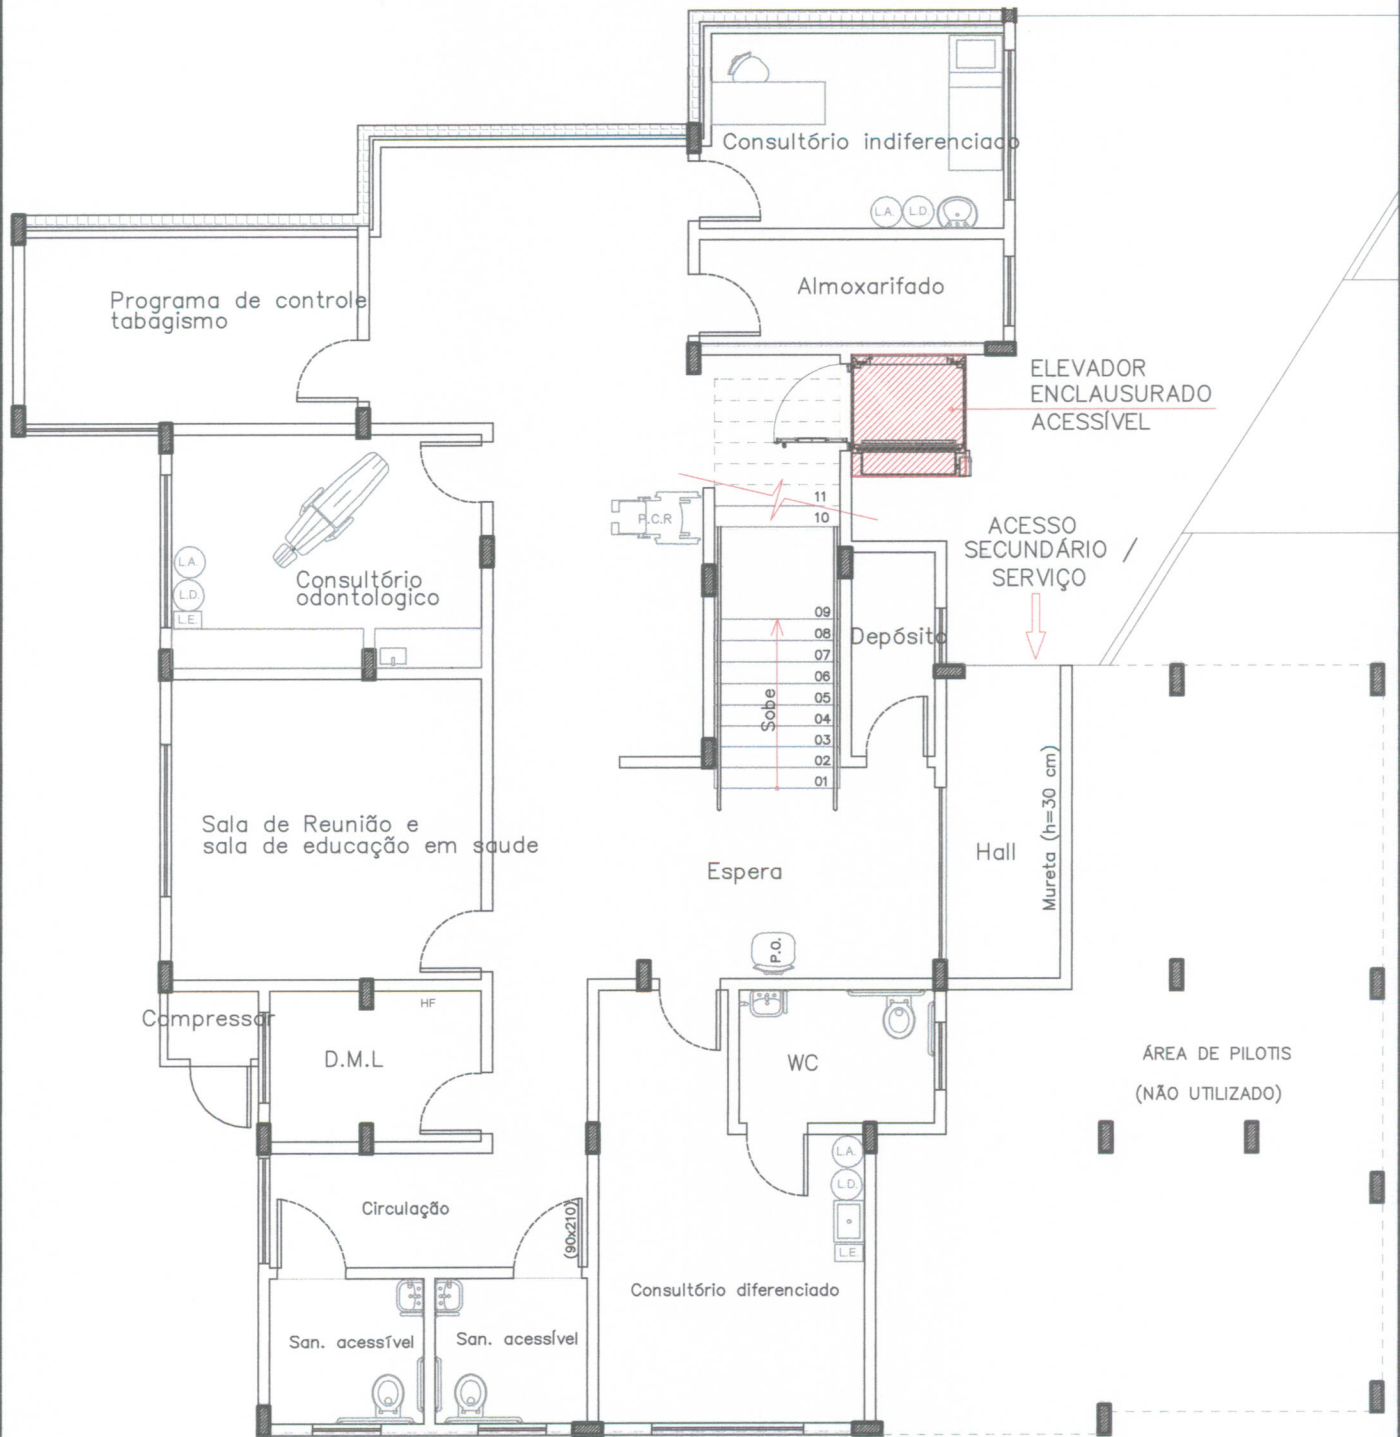 Consultório indiferenciado
L.A.
L.D
Almoxarifado
Programa de controle
tabagismo
ELEVADOR
ENCLAUSURADO
ACESSÍVEL
11
10
P.C.R
ACESSO
SECUNDÁRIO /
SERVIÇO
L.A.
L.D.
L.E.
Consultório
odontologico
09
08
07
06
05
04
03
02
01
Sobe
Depósito
Sala de Reunião e
sala de educação em saude
Espera
Hall
Mureta (h=30 cm)
P.O.
HF
Compressor
D.M.L
WC
ÁREA DE PILOTIS
(NÃO UTILIZADO)
L.A.
L.D.
L.E
Circulação
(90x210)
Consultório diferenciado
San. acessível
San. acessível